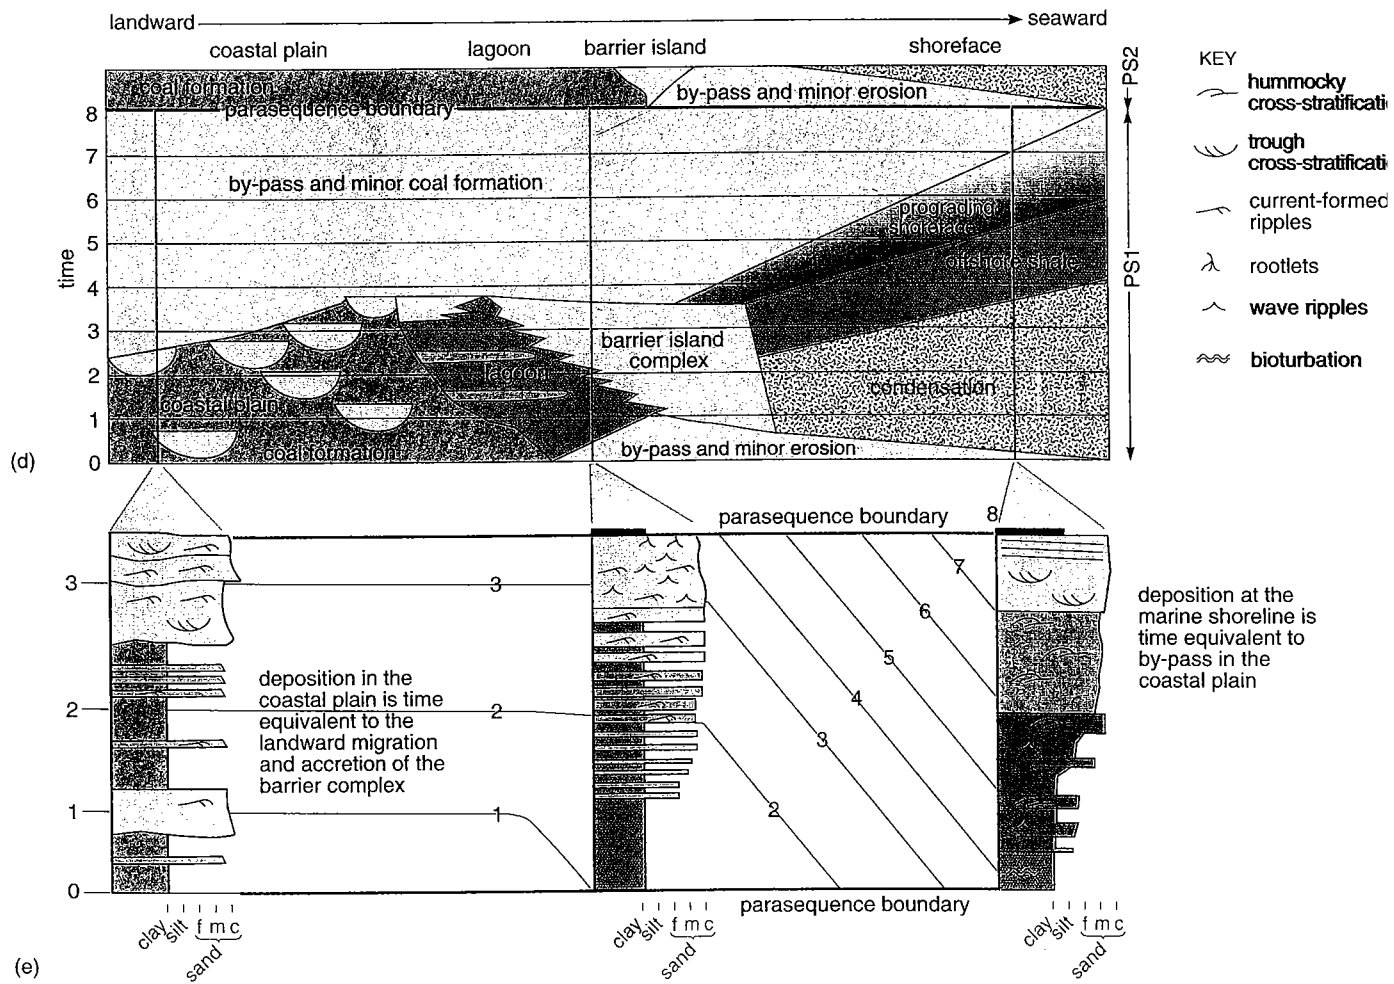 landward
seaward
coastal plain
lagoon
barrier island
shoreface
PS2
coal formation
by-pass and minor erosion
parasequence boundary
8
7
6
5
4
3
2
1
0
time
by-pass and minor coal formation
prograding
shoreface
offshore shale
PS1
barrier island
complex
lagoon
condensation
coastal plain
coal formation
by-pass and minor erosion
(d)
KEY
hummocky
cross-stratificati
trough
cross-stratificati
current-formed
ripples
rootlets
wave ripples
bioturbation
parasequence boundary
8
3
3
7
6
5
4
3
2
2
2
1
1
0
deposition in the
coastal plain is time
equivalent to the
landward migration
and accretion of the
barrier complex
deposition at the
marine shoreline is
time equivalent to
by-pass in the
coastal plain
parasequence boundary
clay
silt
f m c
sand
clay
silt
f m c
sand
clay
silt
f m c
sand
(e)